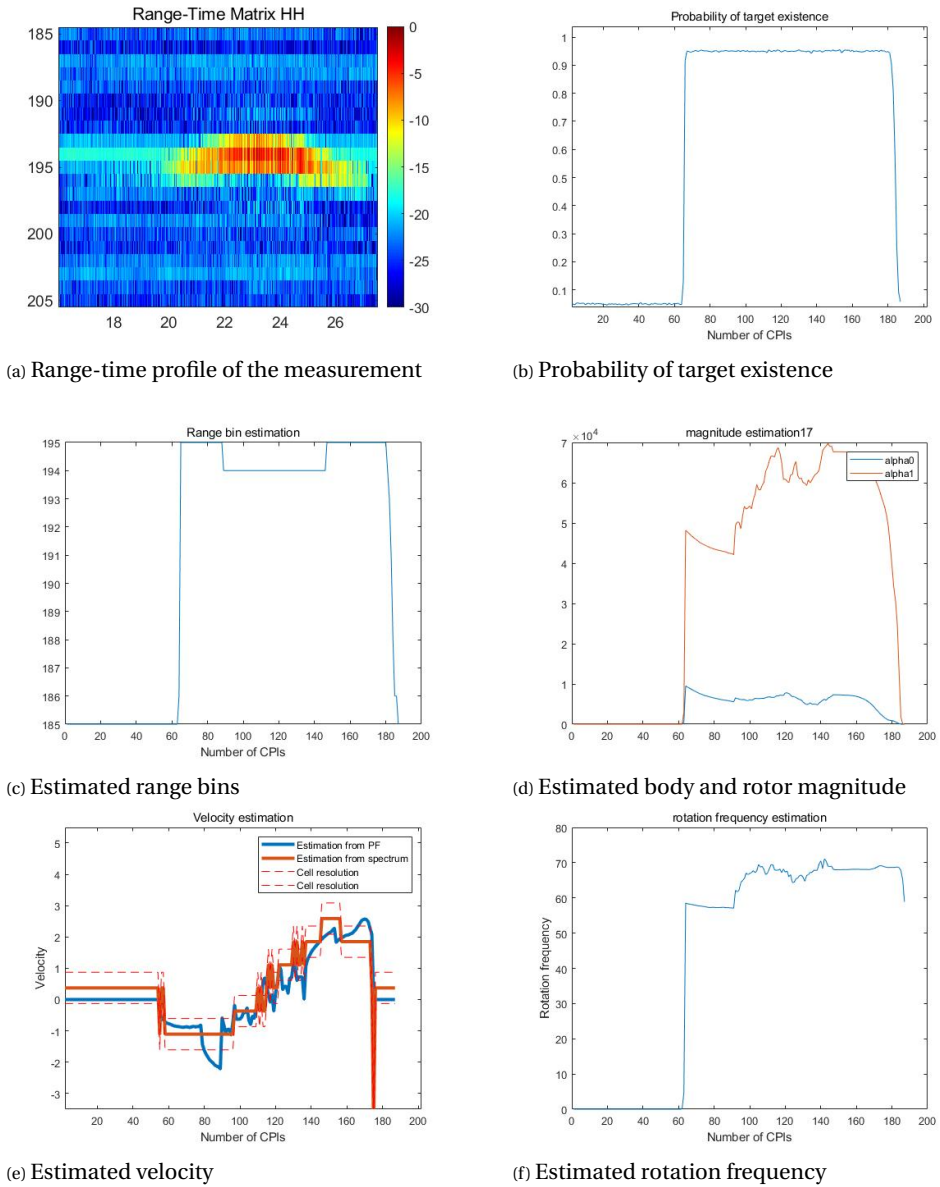 Range-Time Matrix HH
185
190
195
200
205
18 20 22 24 26
0
-5
-10
-15
-20
-25
-30
(a) Range-time profile of the measurement
Probability of target existence
1
0.9
0.8
0.7
0.6
0.5
0.4
0.3
0.2
0.1
20 40 60 80 100 120 140 160 180 200
Number of CPIs
(b) Probability of target existence
Range bin estimation
195
194
193
192
191
190
189
188
187
186
185
0 20 40 60 80 100 120 140 160 180 200
Number of CPIs
(c) Estimated range bins
magnitude estimation17
× 10⁴
7
6
5
4
3
2
1
0
alpha0
alpha1
0 20 40 60 80 100 120 140 160 180 200
(d) Estimated body and rotor magnitude
Velocity estimation
5
4
3
2
1
0
-1
-2
-3
Velocity
Estimation from PF
Estimation from spectrum
Cell resolution
Cell resolution
20 40 60 80 100 120 140 160 180 200
Number of CPIs
(e) Estimated velocity
rotation frequency estimation
80
70
60
50
40
30
20
10
0
Rotation frequency
0 20 40 60 80 100 120 140 160 180 200
Number of CPIs
(f) Estimated rotation frequency